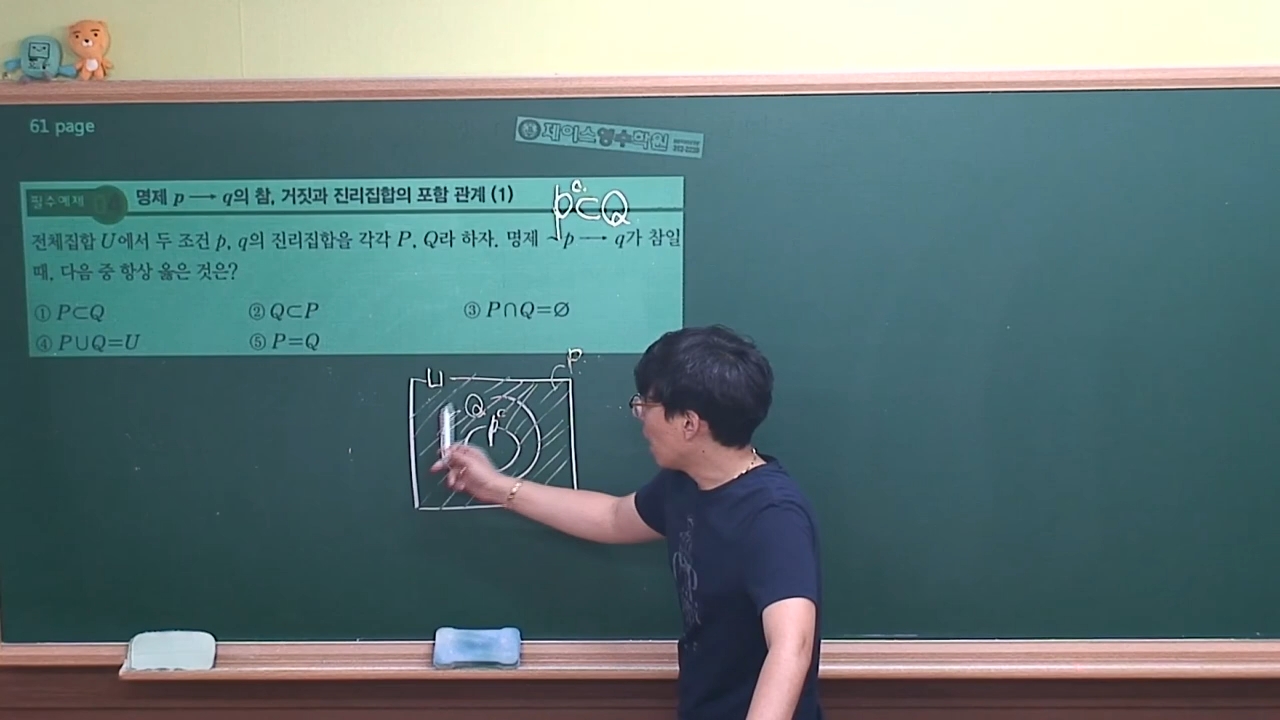 61 page
제이스영수학원
필수예제 04 명제 p → q의 참, 거짓과 진리집합의 포함 관계 (1)
Pᶜ⊂Q
전체집합 U에서 두 조건 p, q의 진리집합을 각각 P, Q라 하자. 명제 ~p → q가 참일
때, 다음 중 항상 옳은 것은?
① P⊂Q ② Q⊂P ③ P∩Q=∅
④ P∪Q=U ⑤ P=Q
U P
Q
Pᶜ